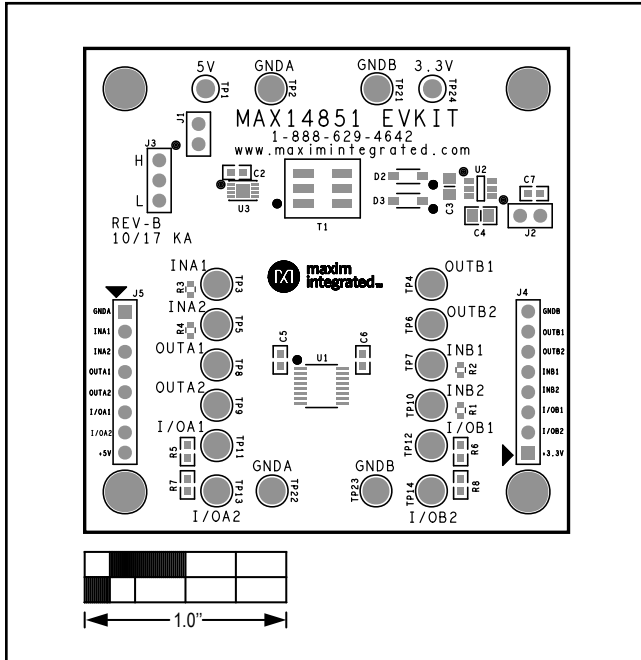 5V GNDA GNDB 3.3V
TP1 TP2 TP21 TP24
MAX14851 EVKIT
1-888-629-4642
www.maximintegrated.com
J1
J3
H
L
C2
U3
T1
D2
D3
C3
U2
C4
C7
J2
REV-B
10/17 KA
maxim
integrated™
J5
GNDA
INA1
INA2
OUTA1
OUTA2
I/OA1
I/OA2
+5V
INA1
R3
TP3
INA2
R4
TP5
OUTA1
TP8
OUTA2
TP9
I/OA1
R5
TP11
R7
TP13
I/OA2
GNDA
TP22
C5
U1
C6
OUTB1
TP4
OUTB2
TP6
INB1
TP7
R2
INB2
TP10
R1
I/OB1
TP12
R6
GNDB
TP23
TP14
R8
I/OB2
J4
GNDB
OUTB1
OUTB2
INB1
INB2
I/OB1
I/OB2
+3.3V
1.0”